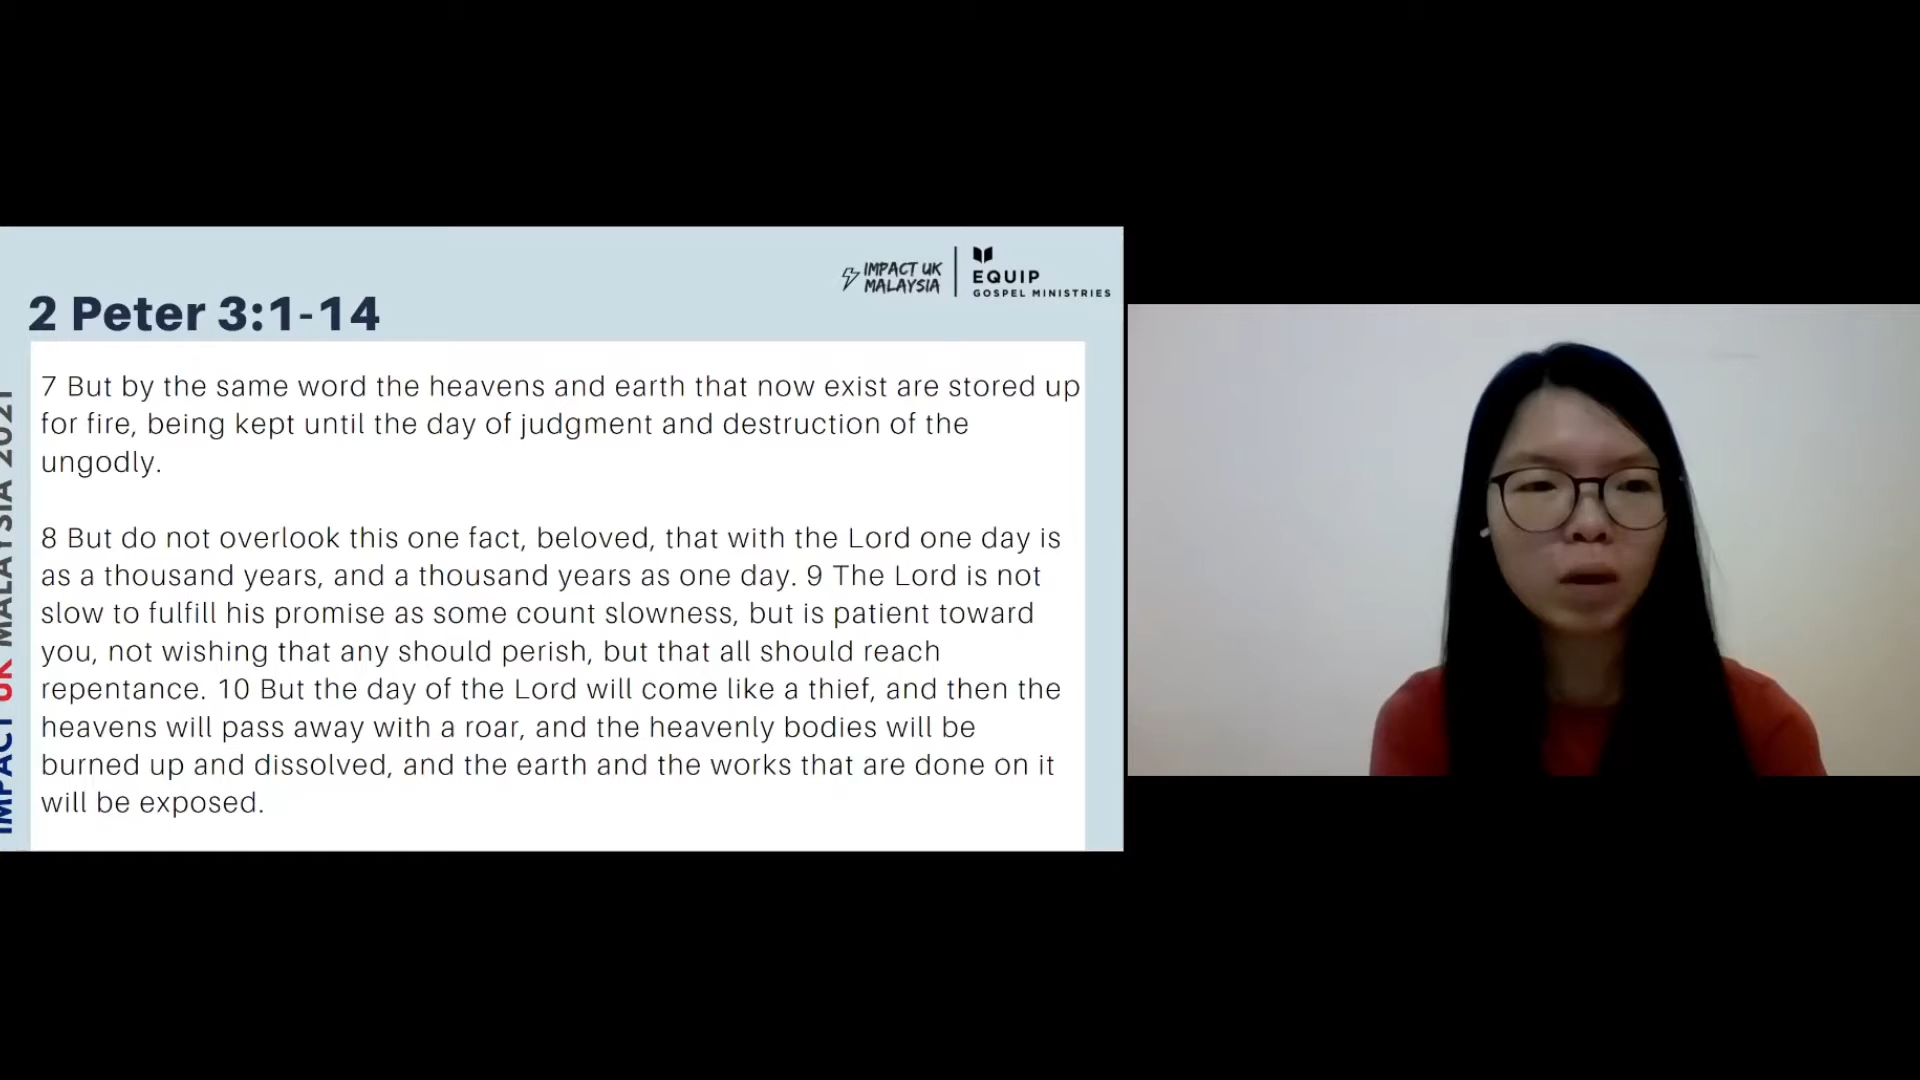 IMPACT UK
MALAYSIA
EQUIP
GOSPEL MINISTRIES
2 Peter 3:1-14
IMPACT UK MALAYSIA 2021
7 But by the same word the heavens and earth that now exist are stored up
for fire, being kept until the day of judgment and destruction of the
ungodly.
8 But do not overlook this one fact, beloved, that with the Lord one day is
as a thousand years, and a thousand years as one day. 9 The Lord is not
slow to fulfill his promise as some count slowness, but is patient toward
you, not wishing that any should perish, but that all should reach
repentance. 10 But the day of the Lord will come like a thief, and then the
heavens will pass away with a roar, and the heavenly bodies will be
burned up and dissolved, and the earth and the works that are done on it
will be exposed.